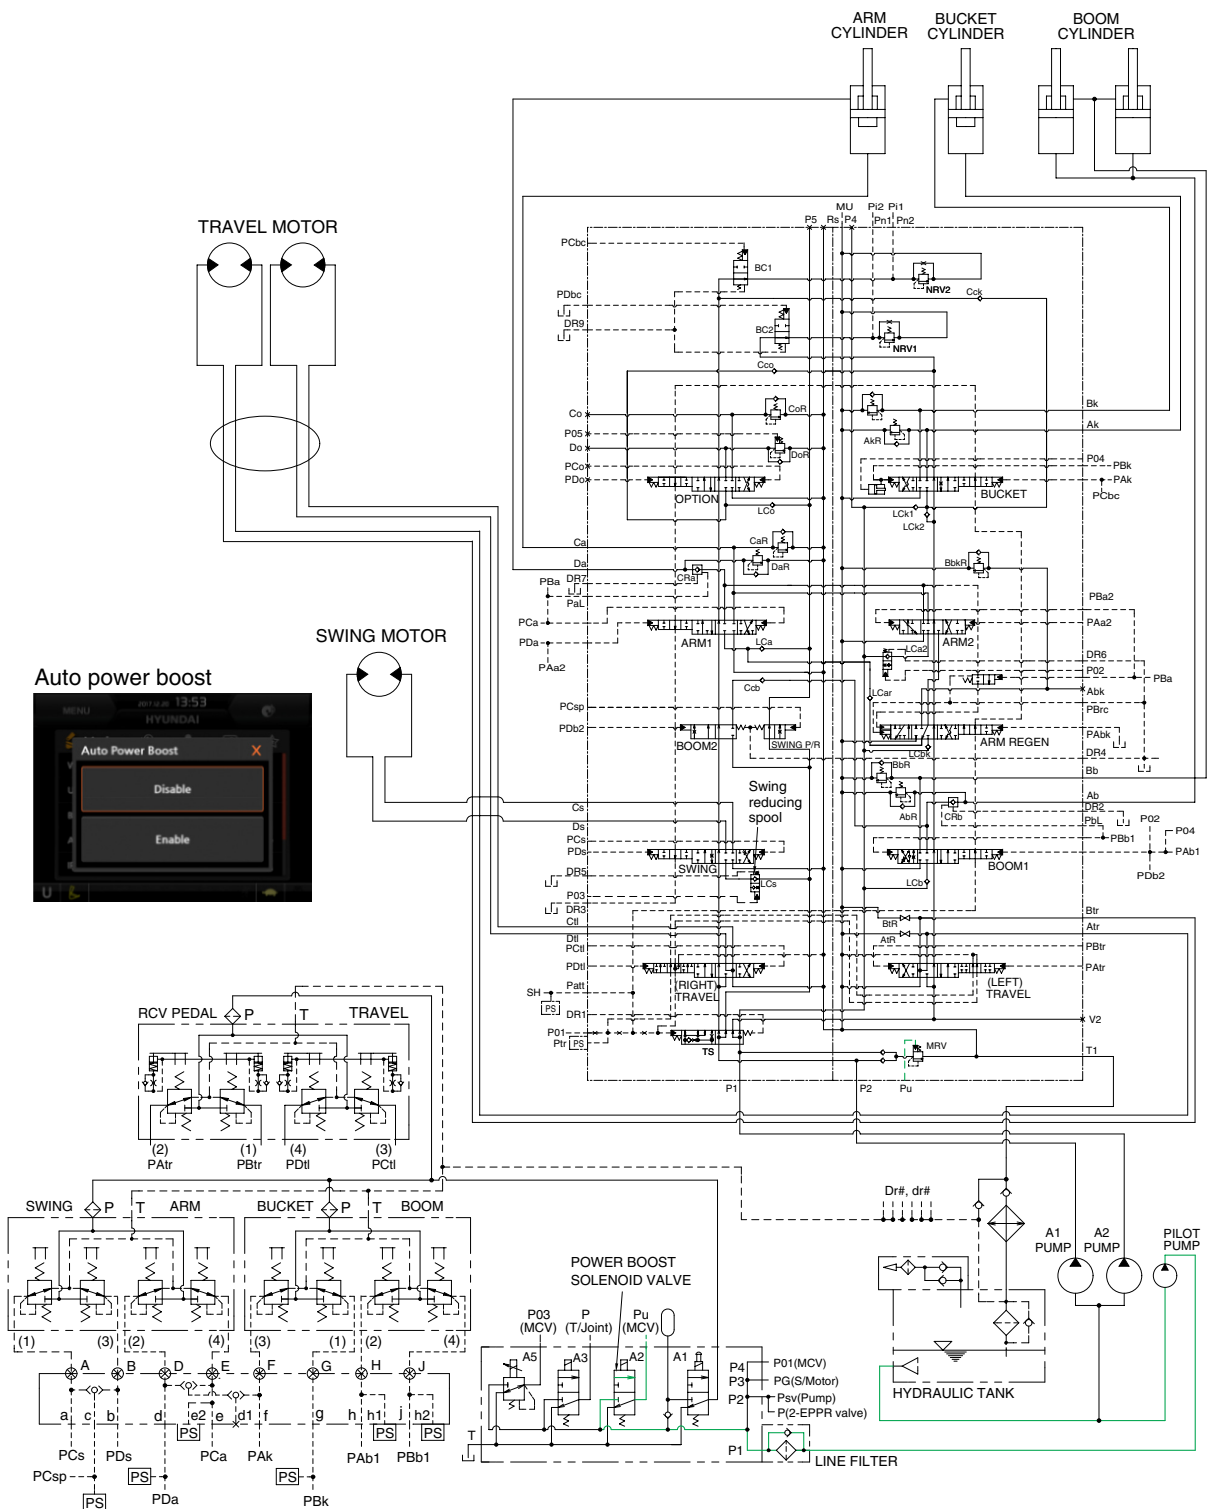 ARM
CYLINDER
BUCKET
CYLINDER
BOOM
CYLINDER
TRAVEL MOTOR
MU
Pi2 Pi1
P5 Rs P4 Pn1 Pn2
PCbc
BC1
NRV2
Cck
PDbc
DR9
BC2
NRV1
Cco
Co
CoR
Bk
P05
Ak
Do
DoR
AkR
PCo
P04
PBk
PDo
PAk
OPTION
BUCKET
PCbc
LCo
LCk1
LCk2
Ca
CaR
Da
DaR
BbkR
CRa
DR7
PBa
PaL
PBa2
PCa
PAa2
PDa
ARM1
ARM2
LCa
LCa2
PAa2
DR6
P02
PBa
Ccb
LCar
Abk
PCsp
PBrc
PDb2
PAbk
BOOM2
SWING P/R
ARM REGEN
LCbk
DR4
BbR
Bb
SWING MOTOR
Auto power boost
MENU
2017.12.20 13:53
HYUNDAI
Auto Power Boost X
Disable
Enable
U
Swing
reducing
spool
Ab
Cs
AbR
CRb
DR2
PbL
P02
Ds
PCs
PBb1
P04
PDs
PAb1
SWING
BOOM1
PDb2
DR5
LCs
LCb
P03
DR3
Ctl
Btr
BtR
Atr
Dtl
AtR
PCtl
PBtr
PDtl
PAtr
(RIGHT)
TRAVEL
(LEFT)
TRAVEL
Patt
SH
PS
DR1
V2
P01
Ptr PS
TS
MRV
T1
P1
P2
Pu
RCV PEDAL P T TRAVEL
(2) (1) (4) (3)
PAtr PBtr PDtl PCtl
SWING P T ARM
BUCKET P T BOOM
(1) (3) (2) (4) (3) (1) (2) (4)
A B D E F G H J
a c b d e2 e d1 f g h h1 j h2
PS PS PS
PCs PDs PCa PAk PAb1 PBb1
PCsp PS PS
PS PDa PBk
POWER BOOST
SOLENOID VALVE
P03
(MCV)
P
(T/Joint)
Pu
(MCV)
A5 A3 A2 A1
P4 P01(MCV)
P3 PG(S/Motor)
P2 Psv(Pump)
P(2-EPPR valve)
T
P1
LINE FILTER
Dr#, dr#
A1
PUMP
A2
PUMP
PILOT
PUMP
HYDRAULIC TANK